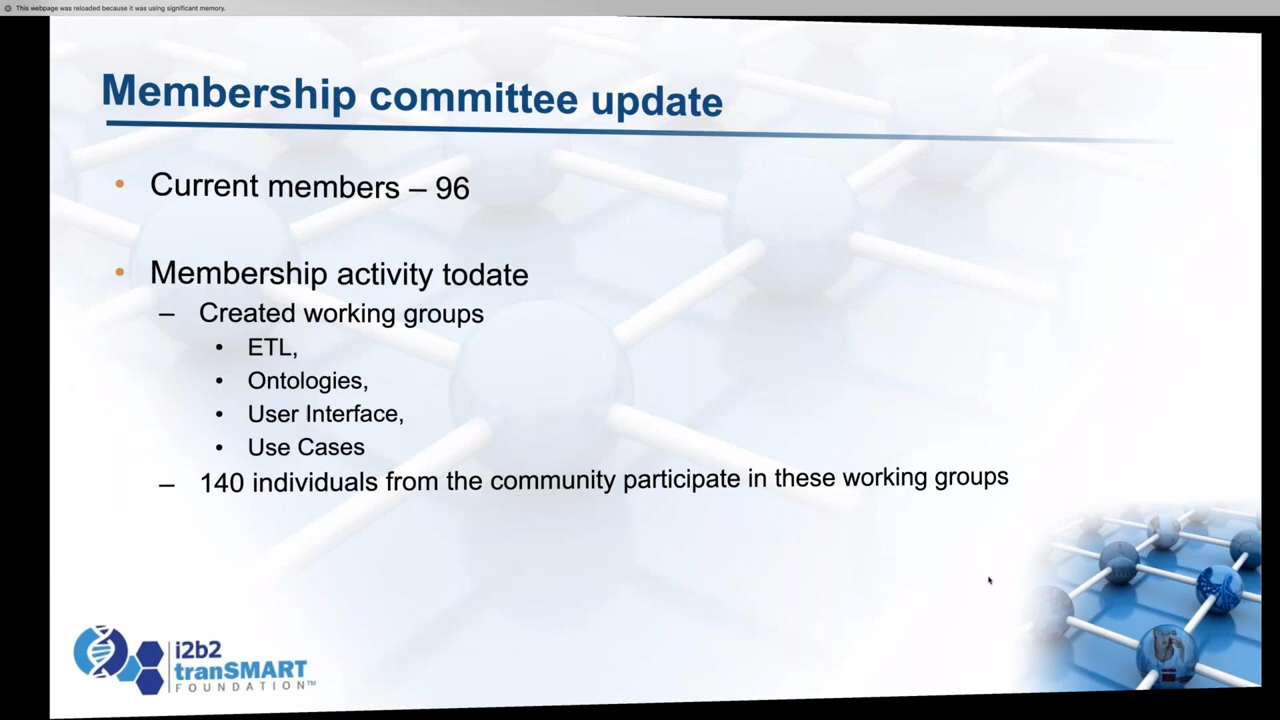 This webpage was reloaded because it was using significant memory.
Membership committee update
• Current members – 96
• Membership activity todate
– Created working groups
• ETL,
• Ontologies,
• User Interface,
• Use Cases
– 140 individuals from the community participate in these working groups
i2b2
tranSMART
FOUNDATION™